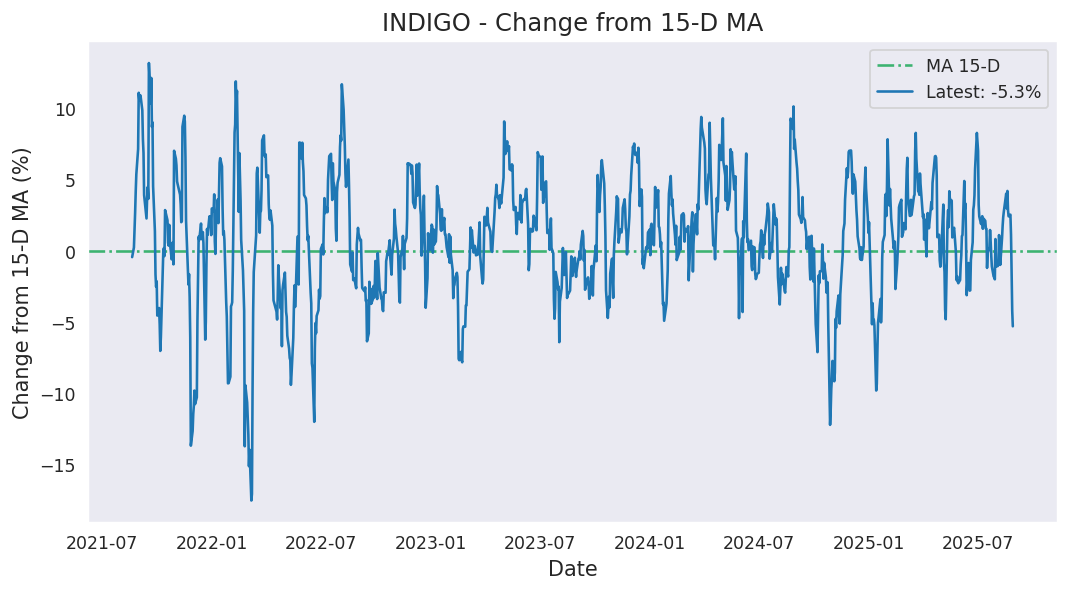 INDIGO - Change from 15-D MA
MA 15-D
Latest: -5.3%
Change from 15-D MA (%)
10
5
0
−5
−10
−15
2021-07 2022-01 2022-07 2023-01 2023-07 2024-01 2024-07 2025-01 2025-07
Date